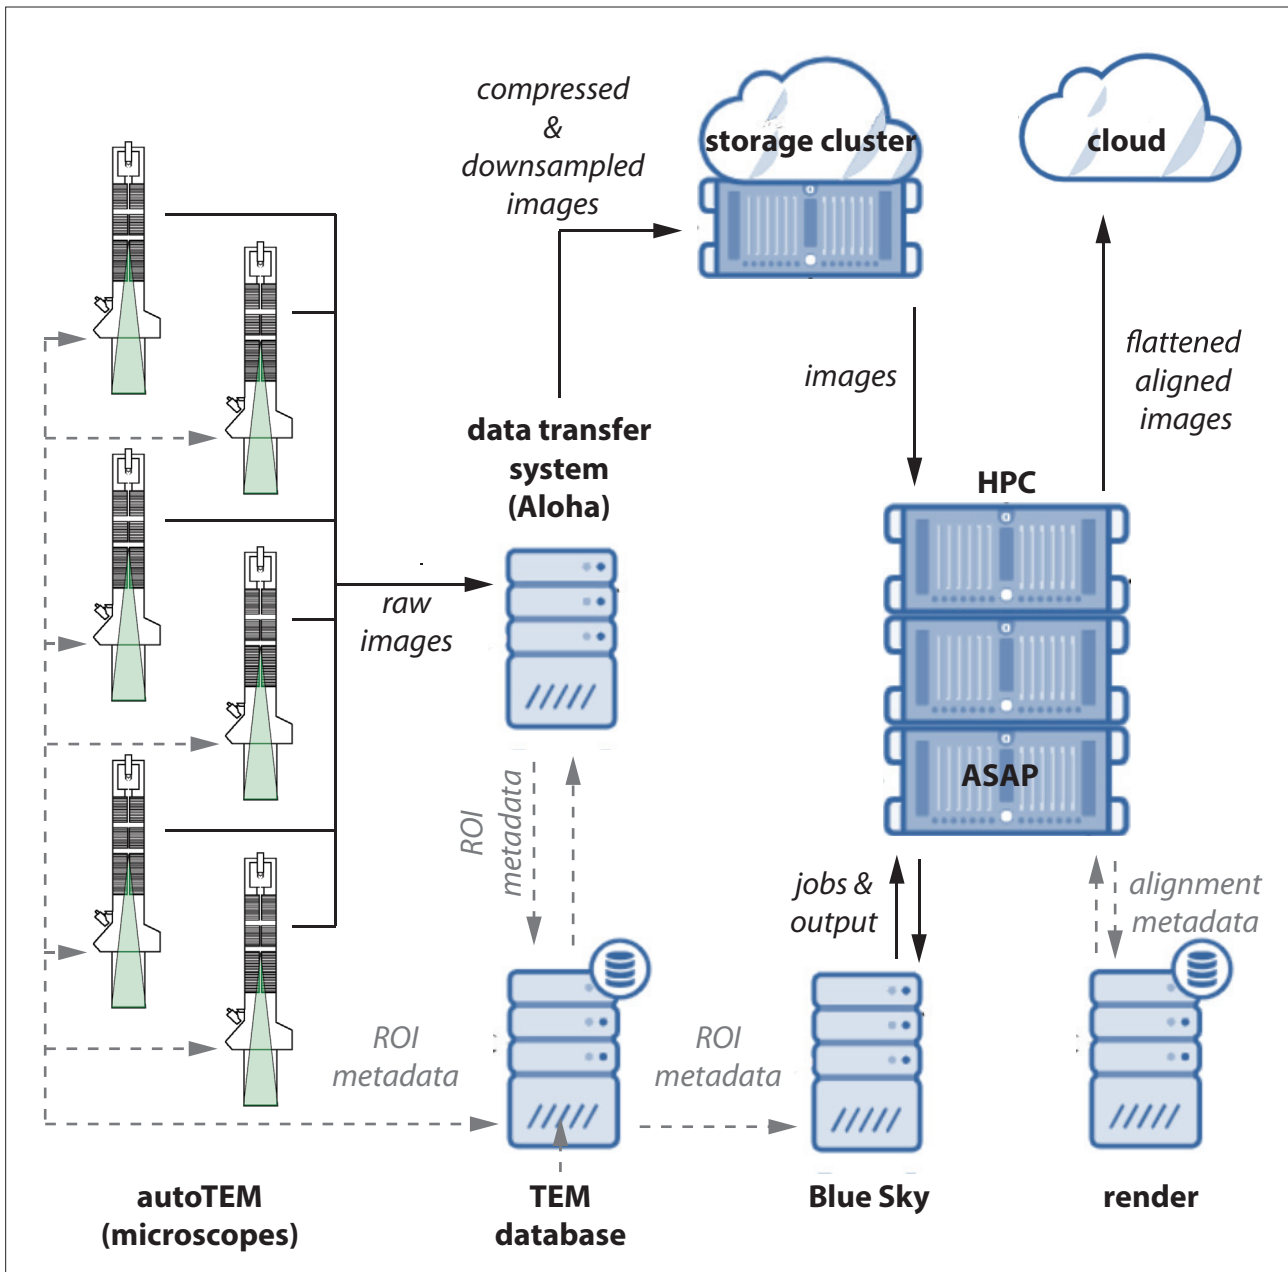 compressed
&
downsampled
images
storage cluster
cloud
images
flattened
aligned
images
data transfer
system
(Aloha)
HPC
raw
images
ASAP
ROI
metadata
jobs &
output
alignment
metadata
ROI
metadata
ROI
metadata
autoTEM
(microscopes)
TEM
database
Blue Sky
render